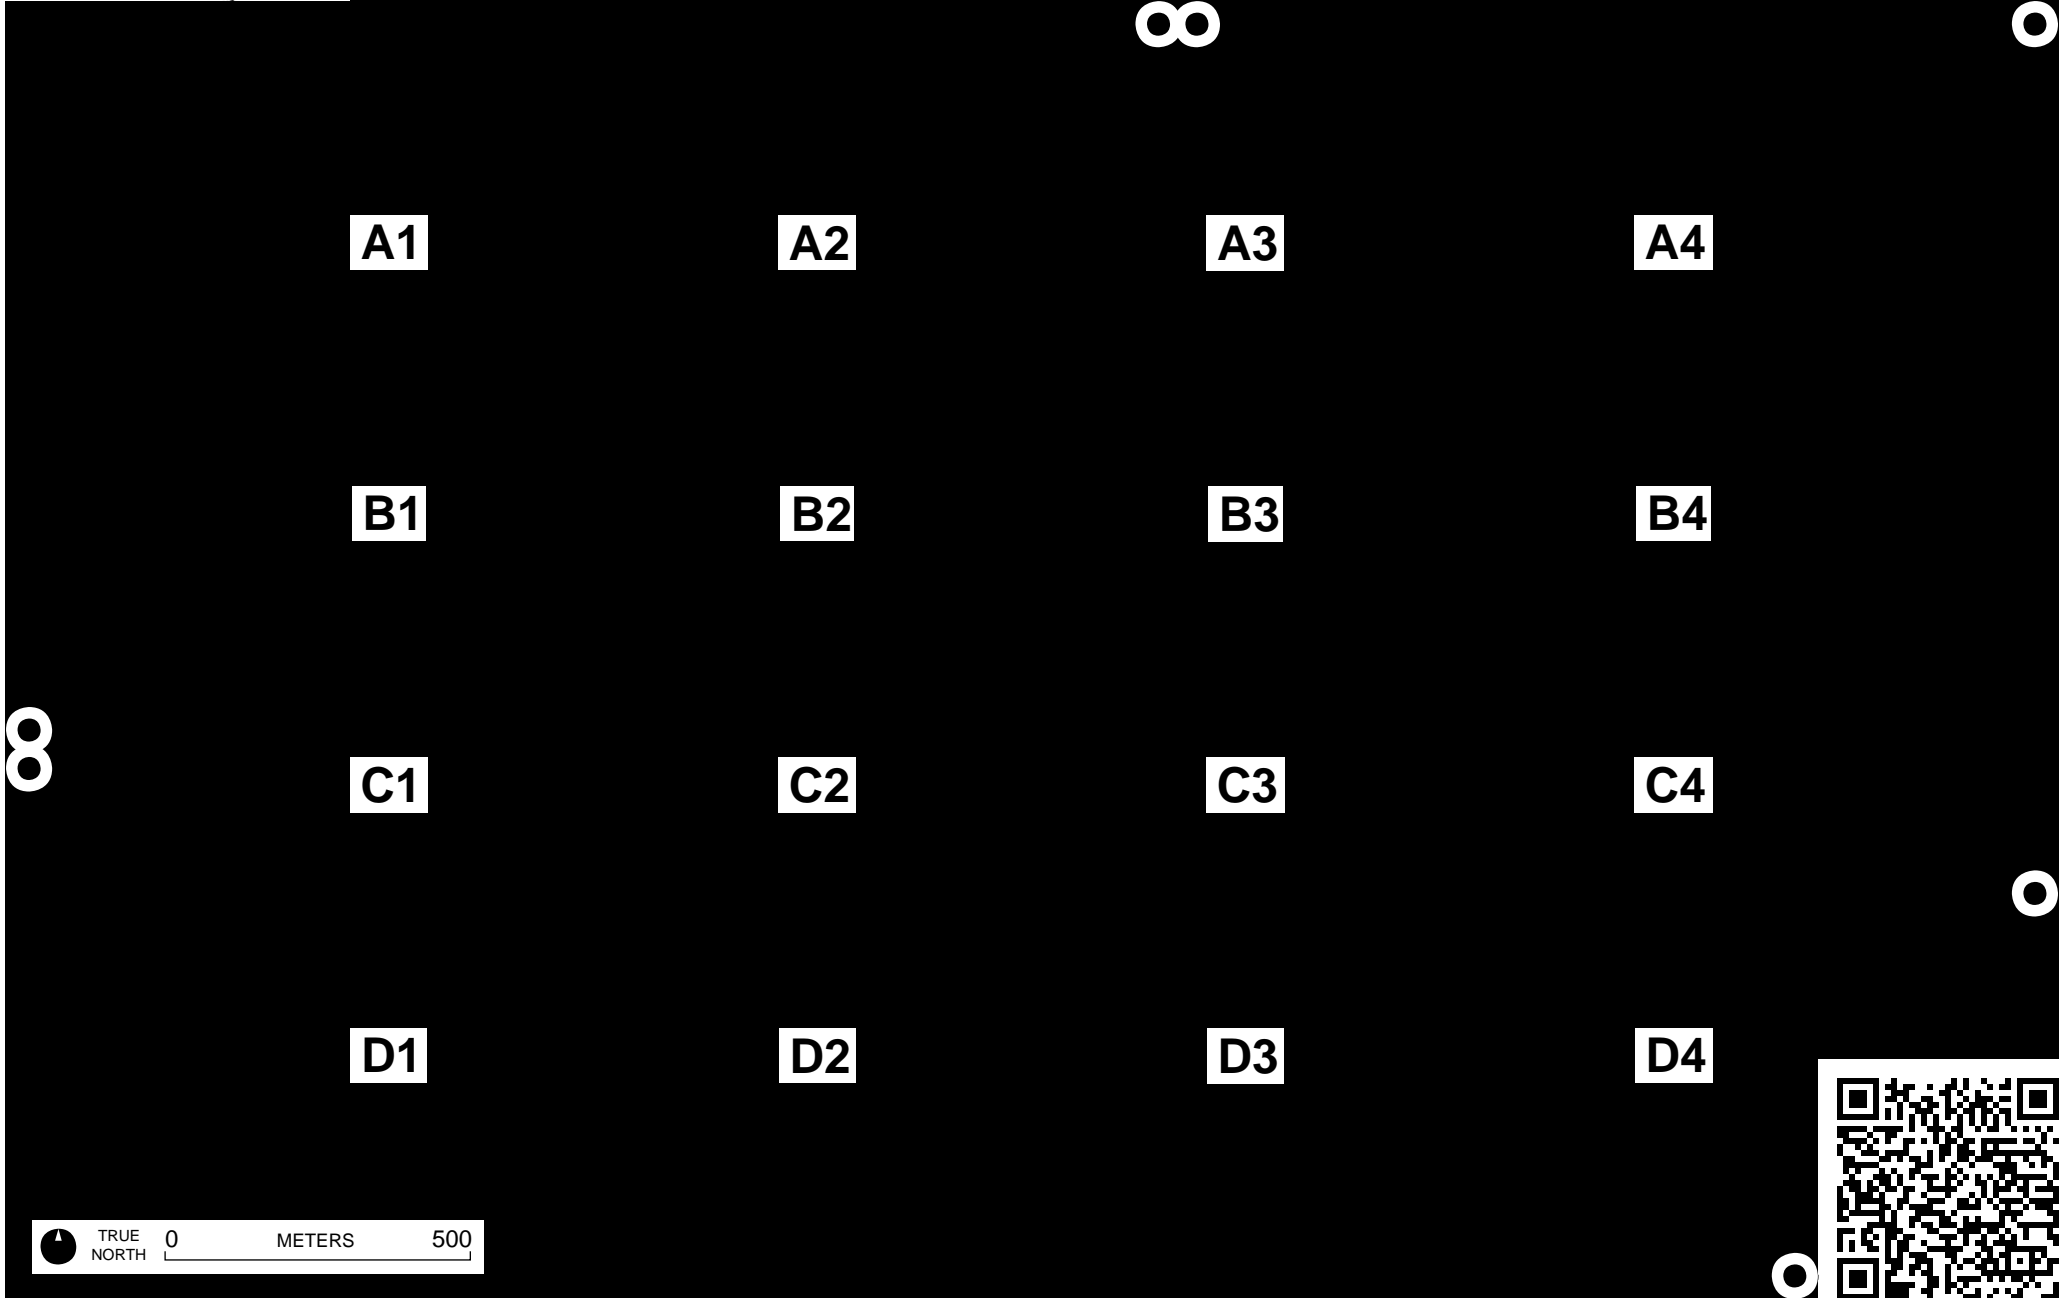 A1 A2 A3 A4
B1 B2 B3 B4
C1 C2 C3 C4
D1 D2 D3 D4
TRUE NORTH 0 METERS 500